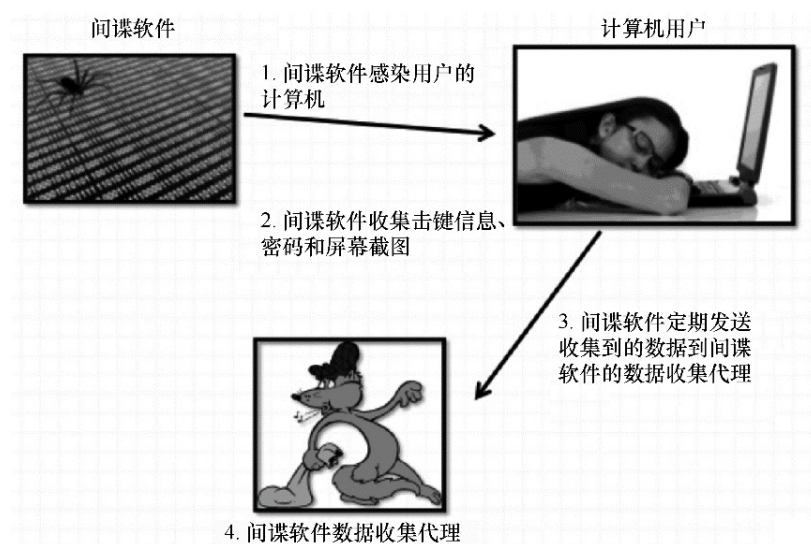 间谍软件
计算机用户
1. 间谍软件感染用户的
计算机
2. 间谍软件收集击键信息、
密码和屏幕截图
3. 间谍软件定期发送
收集到的数据到间谍
软件的数据收集代理
4. 间谍软件数据收集代理